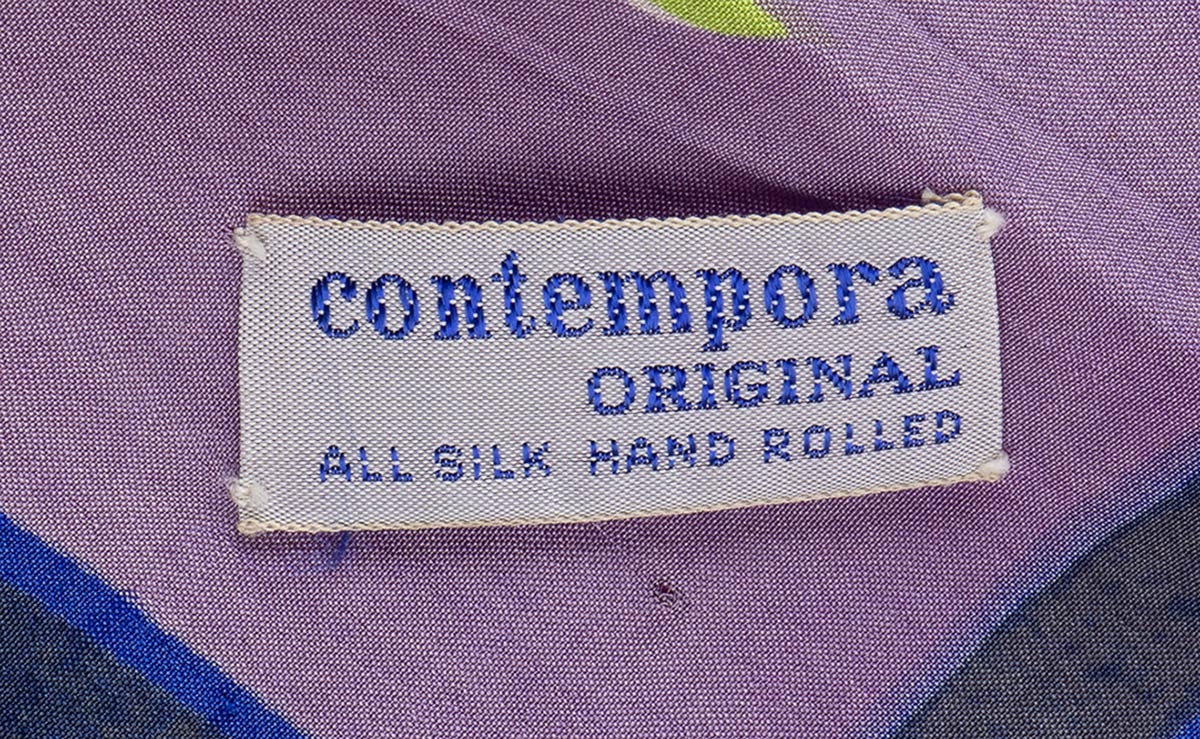 contempora
ORIGINAL
ALL SILK HAND ROLLED